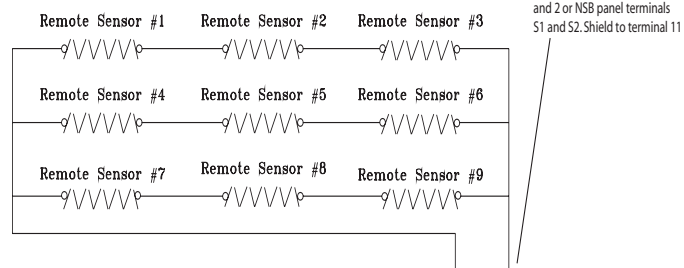 and 2 or NSB panel terminals
S1 and S2. Shield to terminal 11
Remote Sensor #1 Remote Sensor #2 Remote Sensor #3
Remote Sensor #4 Remote Sensor #5 Remote Sensor #6
Remote Sensor #7 Remote Sensor #8 Remote Sensor #9